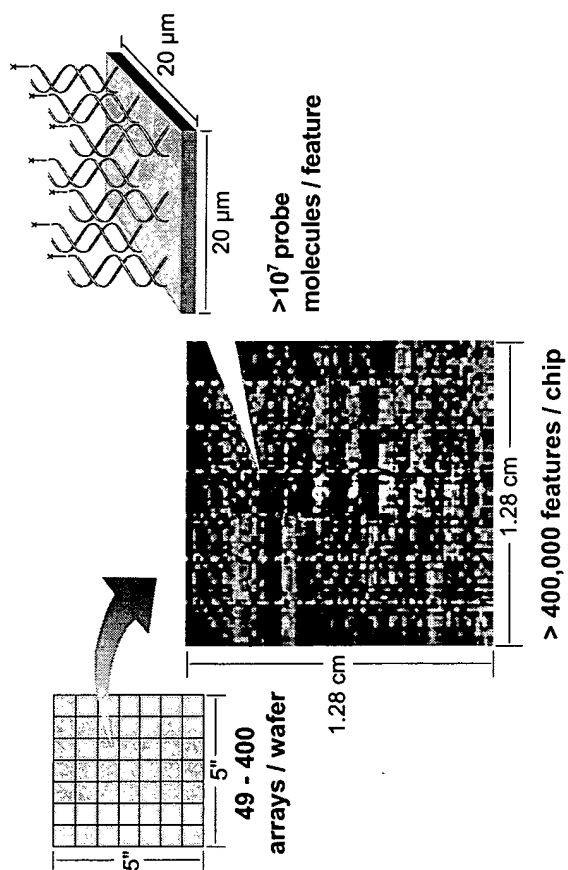 5"
5"
49 - 400
arrays / wafer
1.28 cm
1.28 cm
> 400,000 features / chip
20 µm
20 µm
>10⁷ probe
molecules / feature